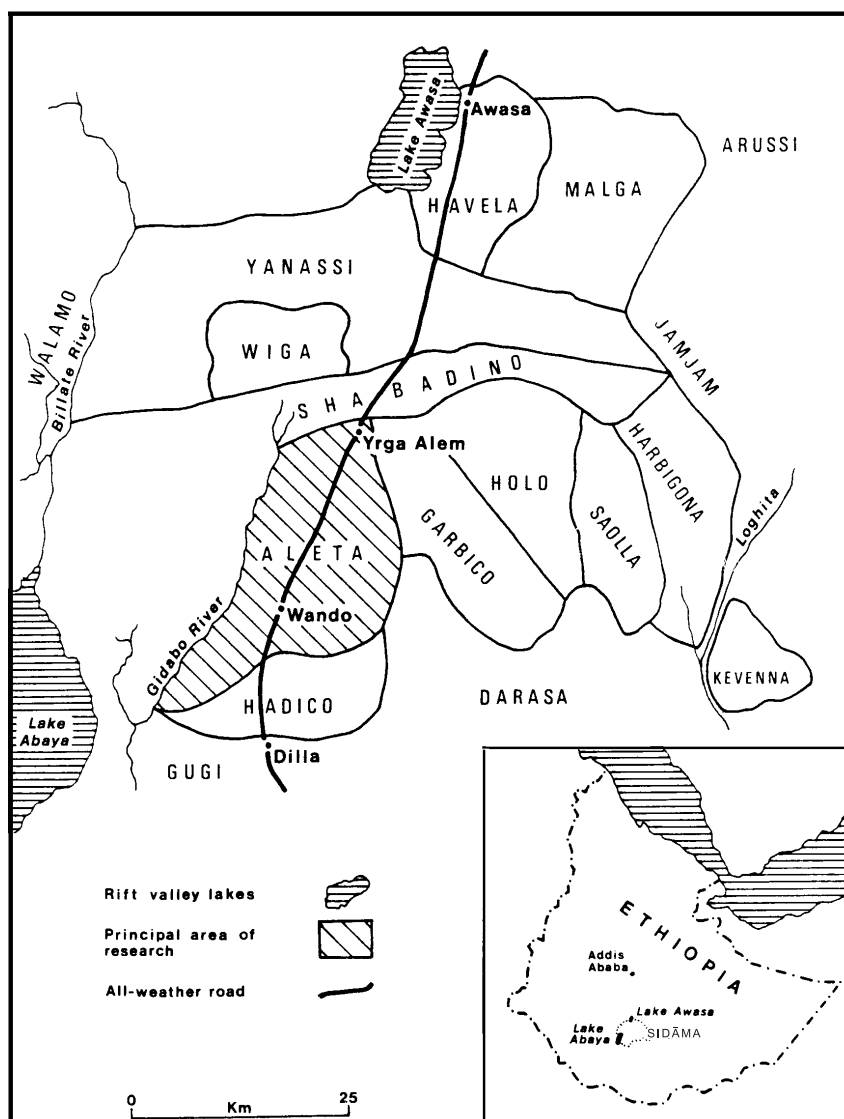 Awasa
Lake Awasa
ARUSSI
MALGA
HAVELA
YANASSI
WALAMO
Billate River
WIGA
JAMJAM
SHABADINO
Yrga Alem
HARBIGONA
HOLO
SAOLLA
GARBICO
Loghita
ALETA
Wando
Gidabo River
KEVENNA
HADICO
DARASA
Lake
Abaya
Dilla
GUGI
Rift valley lakes
Principal area of
research
All-weather road
0 25
Km
ETHIOPIA
Addis
Ababa
Lake Awasa
Lake
Abaya
SIDĀMA